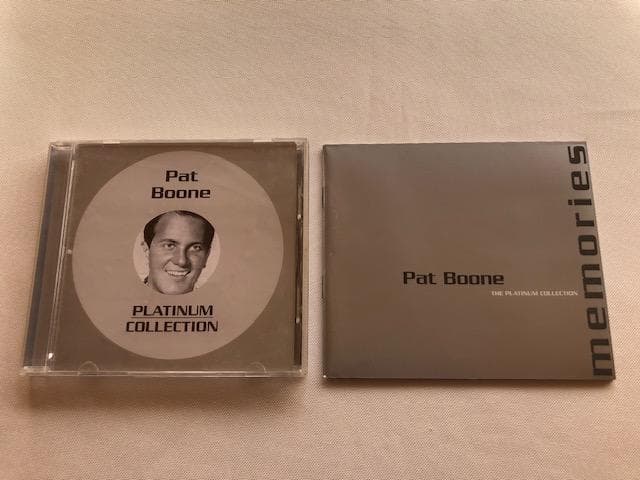 Pat
Boone
PLATINUM
COLLECTION
Pat Boone
THE PLATINUM COLLECTION
memories